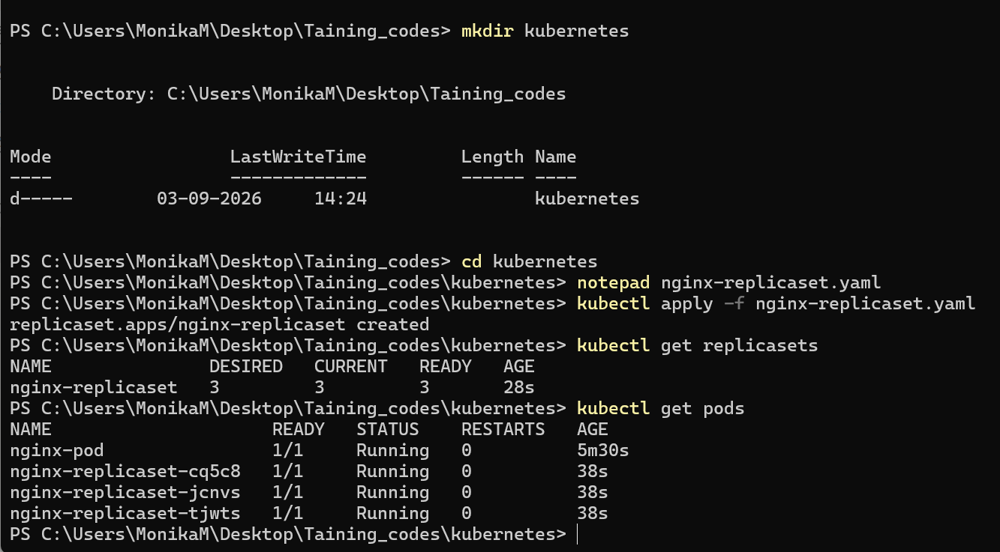 PS C:\Users\MonikaM\Desktop\Taining_codes> mkdir kubernetes
    Directory: C:\Users\MonikaM\Desktop\Taining_codes
Mode                 LastWriteTime         Length Name
----                 -------------         ------ ----
d-----        03-09-2026     14:24                kubernetes
PS C:\Users\MonikaM\Desktop\Taining_codes> cd kubernetes
PS C:\Users\MonikaM\Desktop\Taining_codes\kubernetes> notepad nginx-replicaset.yaml
PS C:\Users\MonikaM\Desktop\Taining_codes\kubernetes> kubectl apply -f nginx-replicaset.yaml
replicaset.apps/nginx-replicaset created
PS C:\Users\MonikaM\Desktop\Taining_codes\kubernetes> kubectl get replicasets
NAME               DESIRED   CURRENT   READY   AGE
nginx-replicaset   3         3         3       28s
PS C:\Users\MonikaM\Desktop\Taining_codes\kubernetes> kubectl get pods
NAME                     READY   STATUS    RESTARTS   AGE
nginx-pod                1/1     Running   0          5m30s
nginx-replicaset-cq5c8   1/1     Running   0          38s
nginx-replicaset-jcnvs   1/1     Running   0          38s
nginx-replicaset-tjwts   1/1     Running   0          38s
PS C:\Users\MonikaM\Desktop\Taining_codes\kubernetes>